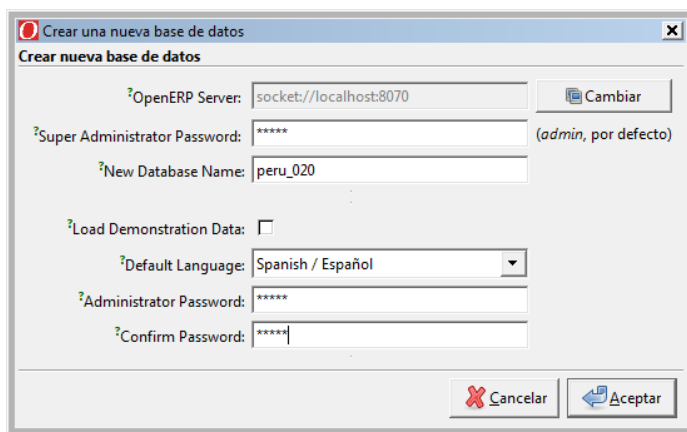 Crear una nueva base de datos
Crear nueva base de datos
?OpenERP Server: socket://localhost:8070 Cambiar
?Super Administrator Password: ***** (admin, por defecto)
?New Database Name: peru_020
?Load Demonstration Data:
?Default Language: Spanish / Español
?Administrator Password: *****
?Confirm Password: *****
Cancelar Aceptar